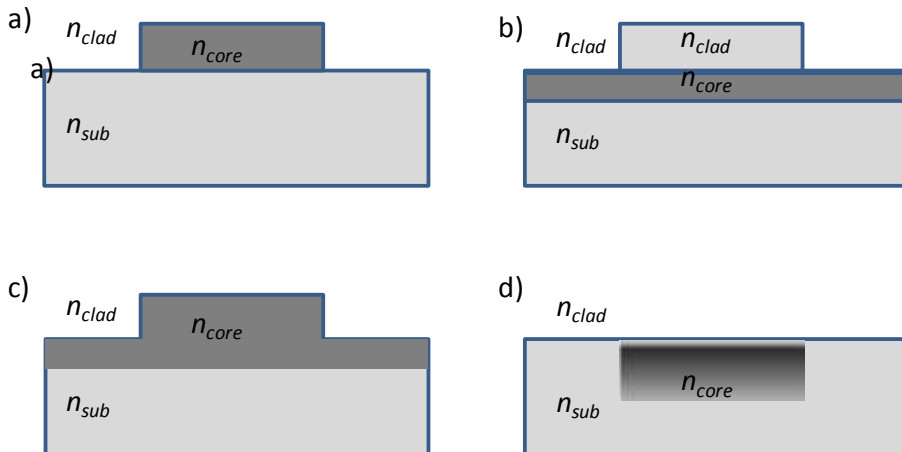 a)
n_clad
n_core
a)
n_sub
b)
n_clad
n_clad
n_core
n_sub
c)
n_clad
n_core
n_sub
d)
n_clad
n_core
n_sub